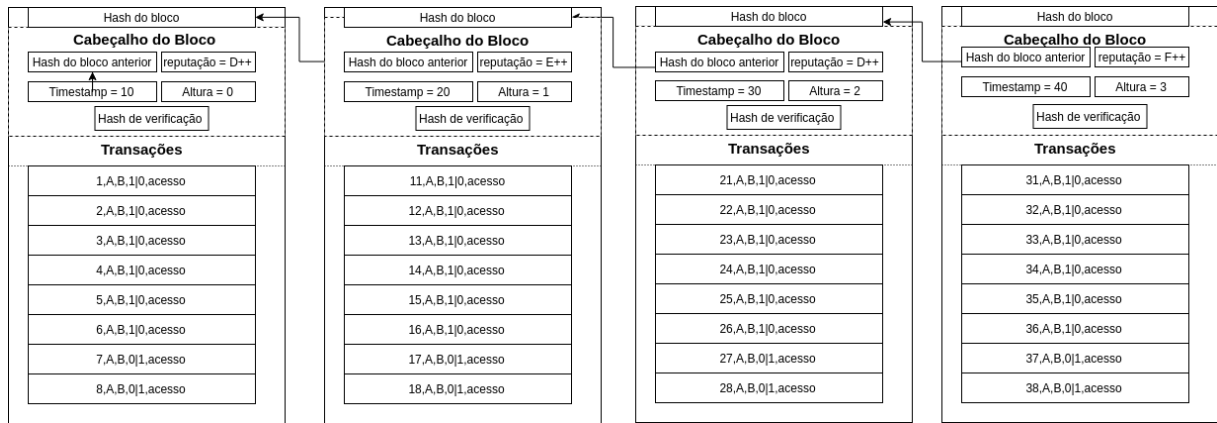 Hash do bloco
Cabeçalho do Bloco
Hash do bloco anterior
reputação = D++
Timestamp = 10
Altura = 0
Hash de verificação
Transações
1,A,B,1|0,acesso
2,A,B,1|0,acesso
3,A,B,1|0,acesso
4,A,B,1|0,acesso
5,A,B,1|0,acesso
6,A,B,1|0,acesso
7,A,B,0|1,acesso
8,A,B,0|1,acesso
Hash do bloco
Cabeçalho do Bloco
Hash do bloco anterior
reputação = E++
Timestamp = 20
Altura = 1
Hash de verificação
Transações
11,A,B,1|0,acesso
12,A,B,1|0,acesso
13,A,B,1|0,acesso
14,A,B,1|0,acesso
15,A,B,1|0,acesso
16,A,B,1|0,acesso
17,A,B,0|1,acesso
18,A,B,0|1,acesso
Hash do bloco
Cabeçalho do Bloco
Hash do bloco anterior
reputação = D++
Timestamp = 30
Altura = 2
Hash de verificação
Transações
21,A,B,1|0,acesso
22,A,B,1|0,acesso
23,A,B,1|0,acesso
24,A,B,1|0,acesso
25,A,B,1|0,acesso
26,A,B,1|0,acesso
27,A,B,0|1,acesso
28,A,B,0|1,acesso
Hash do bloco
Cabeçalho do Bloco
Hash do bloco anterior
reputação = F++
Timestamp = 40
Altura = 3
Hash de verificação
Transações
31,A,B,1|0,acesso
32,A,B,1|0,acesso
33,A,B,1|0,acesso
34,A,B,1|0,acesso
35,A,B,1|0,acesso
36,A,B,1|0,acesso
37,A,B,0|1,acesso
38,A,B,0|1,acesso